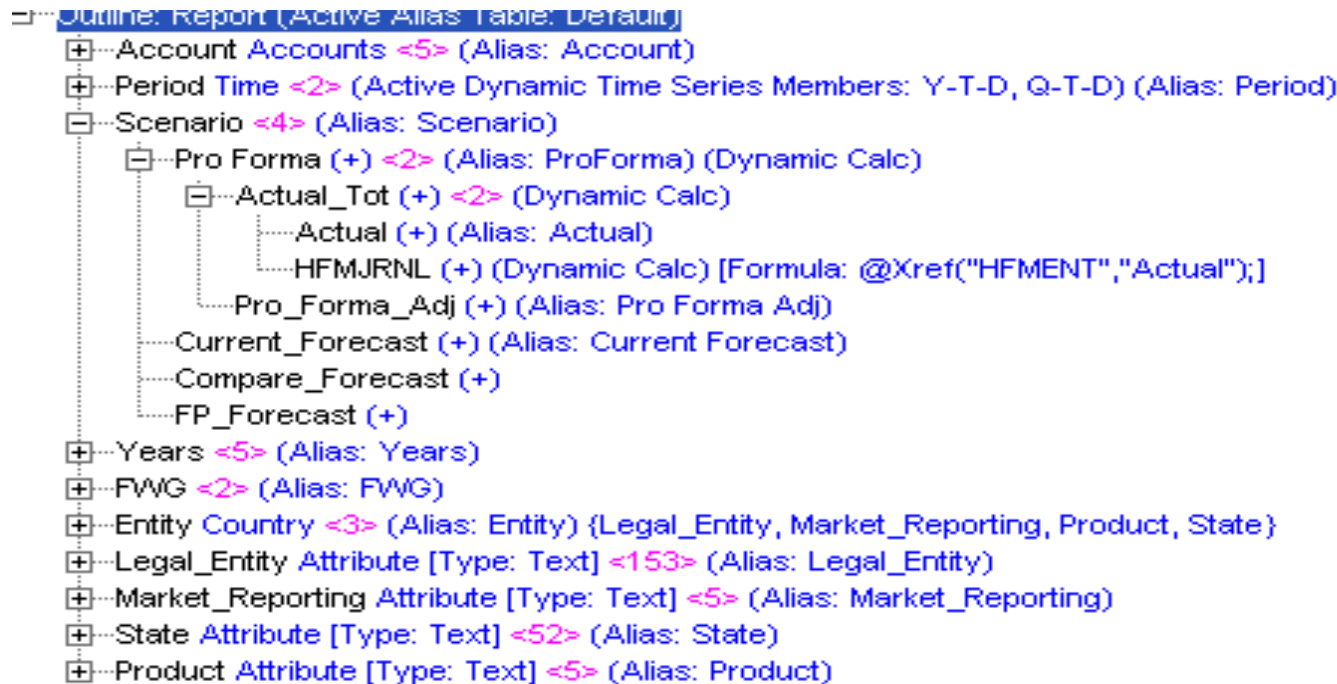 Outline: Report (Active Alias Table: Default)
Account Accounts <5> (Alias: Account)
Period Time <2> (Active Dynamic Time Series Members: Y-T-D, Q-T-D) (Alias: Period)
Scenario <4> (Alias: Scenario)
Pro Forma (+) <2> (Alias: ProForma) (Dynamic Calc)
Actual_Tot (+) <2> (Dynamic Calc)
Actual (+) (Alias: Actual)
HFMJRNL (+) (Dynamic Calc) [Formula: @Xref("HFMENT","Actual");]
Pro_Forma_Adj (+) (Alias: Pro Forma Adj)
Current_Forecast (+) (Alias: Current Forecast)
Compare_Forecast (+)
FP_Forecast (+)
Years <5> (Alias: Years)
FWG <2> (Alias: FWG)
Entity Country <3> (Alias: Entity) {Legal_Entity, Market_Reporting, Product, State}
Legal_Entity Attribute [Type: Text] <153> (Alias: Legal_Entity)
Market_Reporting Attribute [Type: Text] <5> (Alias: Market_Reporting)
State Attribute [Type: Text] <52> (Alias: State)
Product Attribute [Type: Text] <5> (Alias: Product)